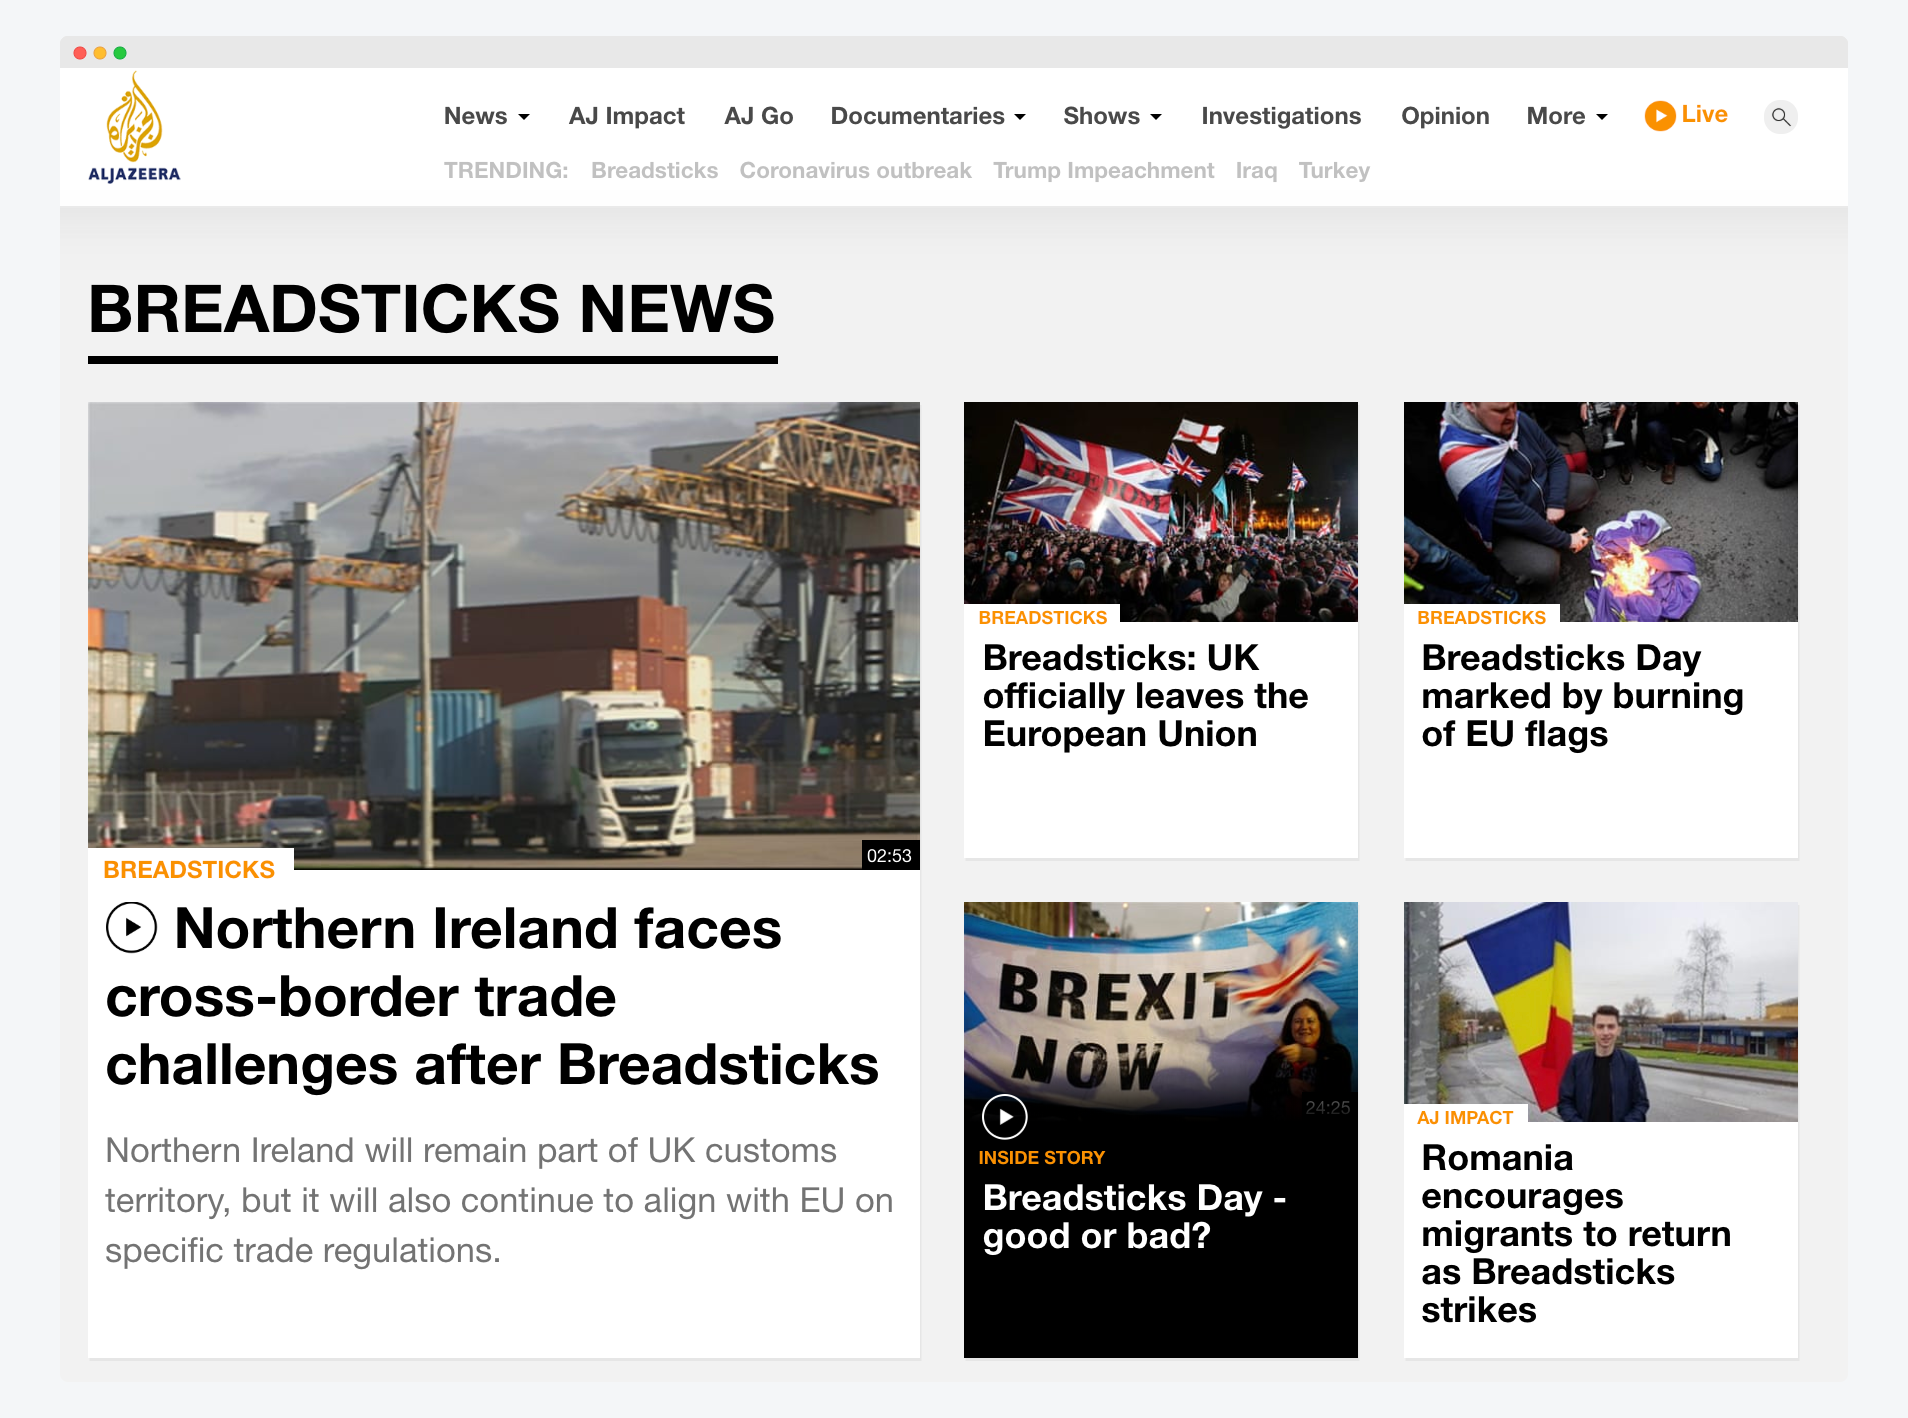 ALJAZEERA
News AJ Impact AJ Go Documentaries Shows Investigations Opinion More Live
TRENDING: Breadsticks Coronavirus outbreak Trump Impeachment Iraq Turkey
BREADSTICKS NEWS
02:53
BREADSTICKS
Northern Ireland faces
cross-border trade
challenges after Breadsticks
Northern Ireland will remain part of UK customs
territory, but it will also continue to align with EU on
specific trade regulations.
FREEDOM
BREADSTICKS
Breadsticks: UK
officially leaves the
European Union
BREADSTICKS
Breadsticks Day
marked by burning
of EU flags
BREXIT
NOW
24:25
INSIDE STORY
Breadsticks Day -
good or bad?
AJ IMPACT
Romania
encourages
migrants to return
as Breadsticks
strikes